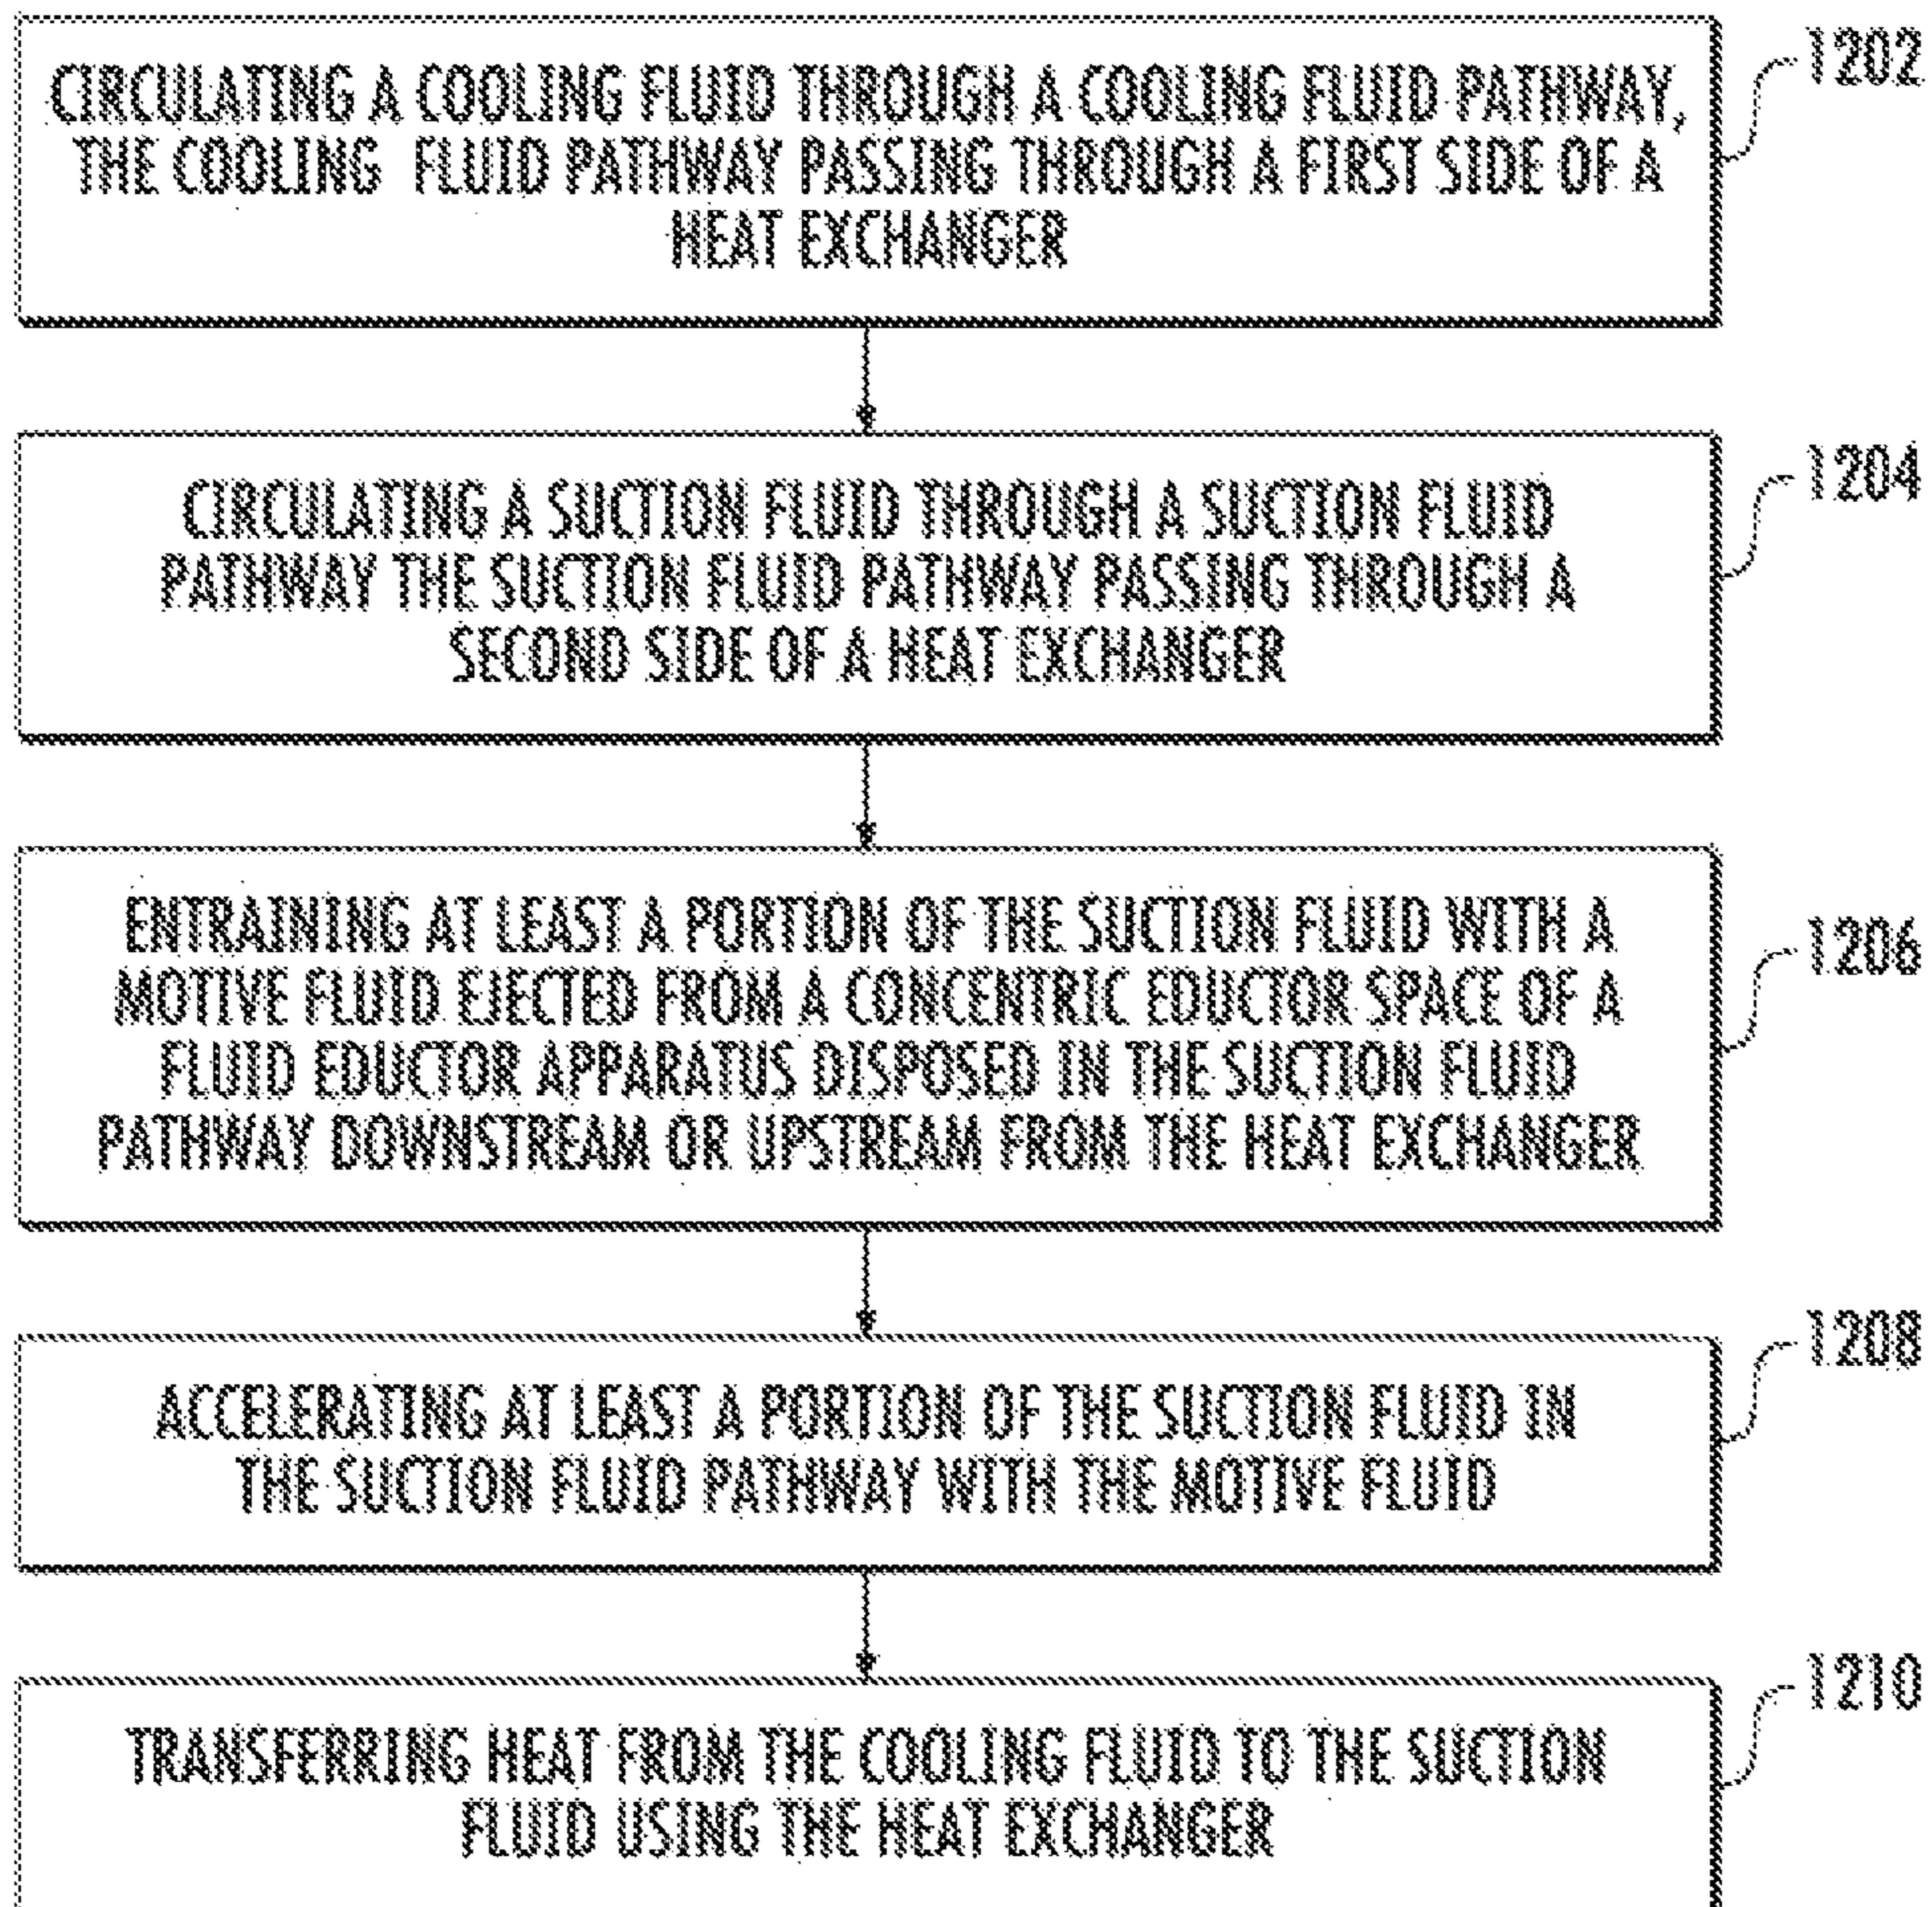 CIRCULATING A COOLING FLUID THROUGH A COOLING FLUID PATHWAY,
THE COOLING FLUID PATHWAY PASSING THROUGH A FIRST SIDE OF A
HEAT EXCHANGER
1202
CIRCULATING A SUCTION FLUID THROUGH A SUCTION FLUID
PATHWAY THE SUCTION FLUID PATHWAY PASSING THROUGH A
SECOND SIDE OF A HEAT EXCHANGER
1204
ENTRAINING AT LEAST A PORTION OF THE SUCTION FLUID WITH A
MOTIVE FLUID EJECTED FROM A CONCENTRIC EDUCTOR SPACE OF A
FLUID EDUCTOR APPARATUS DISPOSED IN THE SUCTION FLUID
PATHWAY DOWNSTREAM OR UPSTREAM FROM THE HEAT EXCHANGER
1206
ACCELERATING AT LEAST A PORTION OF THE SUCTION FLUID IN
THE SUCTION FLUID PATHWAY WITH THE MOTIVE FLUID
1208
TRANSFERRING HEAT FROM THE COOLING FLUID TO THE SUCTION
FLUID USING THE HEAT EXCHANGER
1210